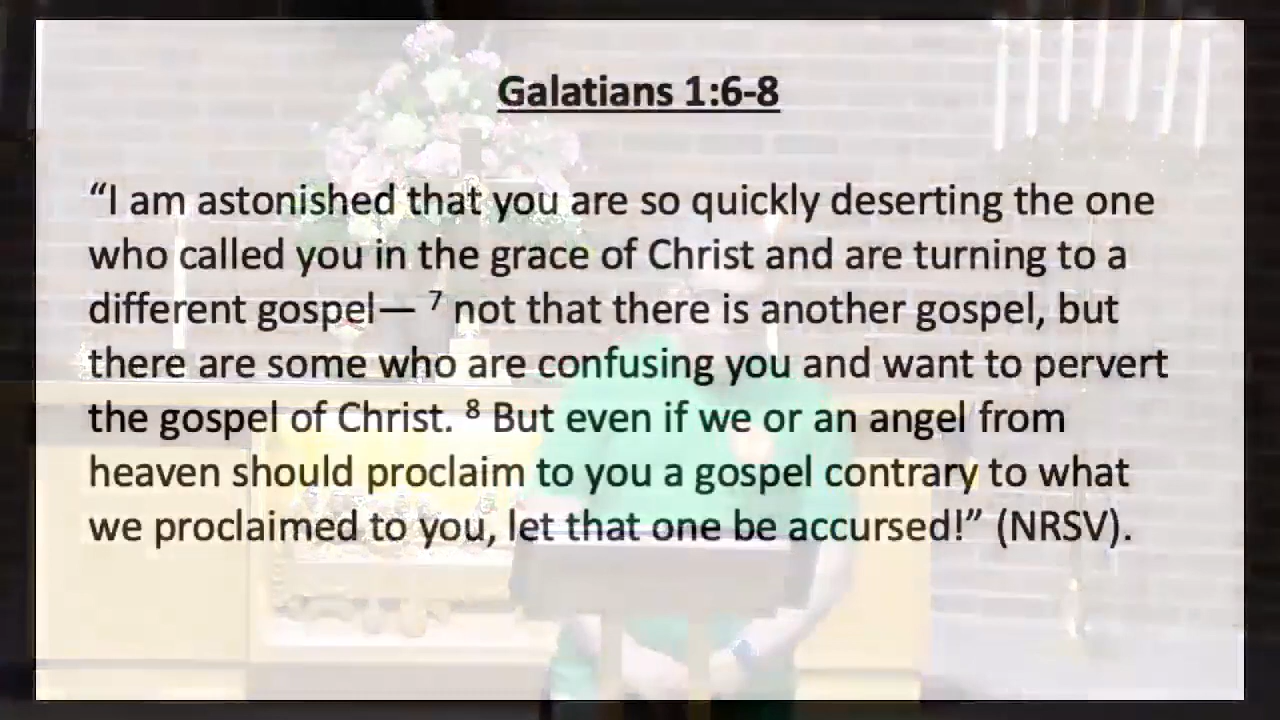 Galatians 1:6-8
“I am astonished that you are so quickly deserting the one
who called you in the grace of Christ and are turning to a
different gospel— ⁷ not that there is another gospel, but
there are some who are confusing you and want to pervert
the gospel of Christ. ⁸ But even if we or an angel from
heaven should proclaim to you a gospel contrary to what
we proclaimed to you, let that one be accursed!” (NRSV).